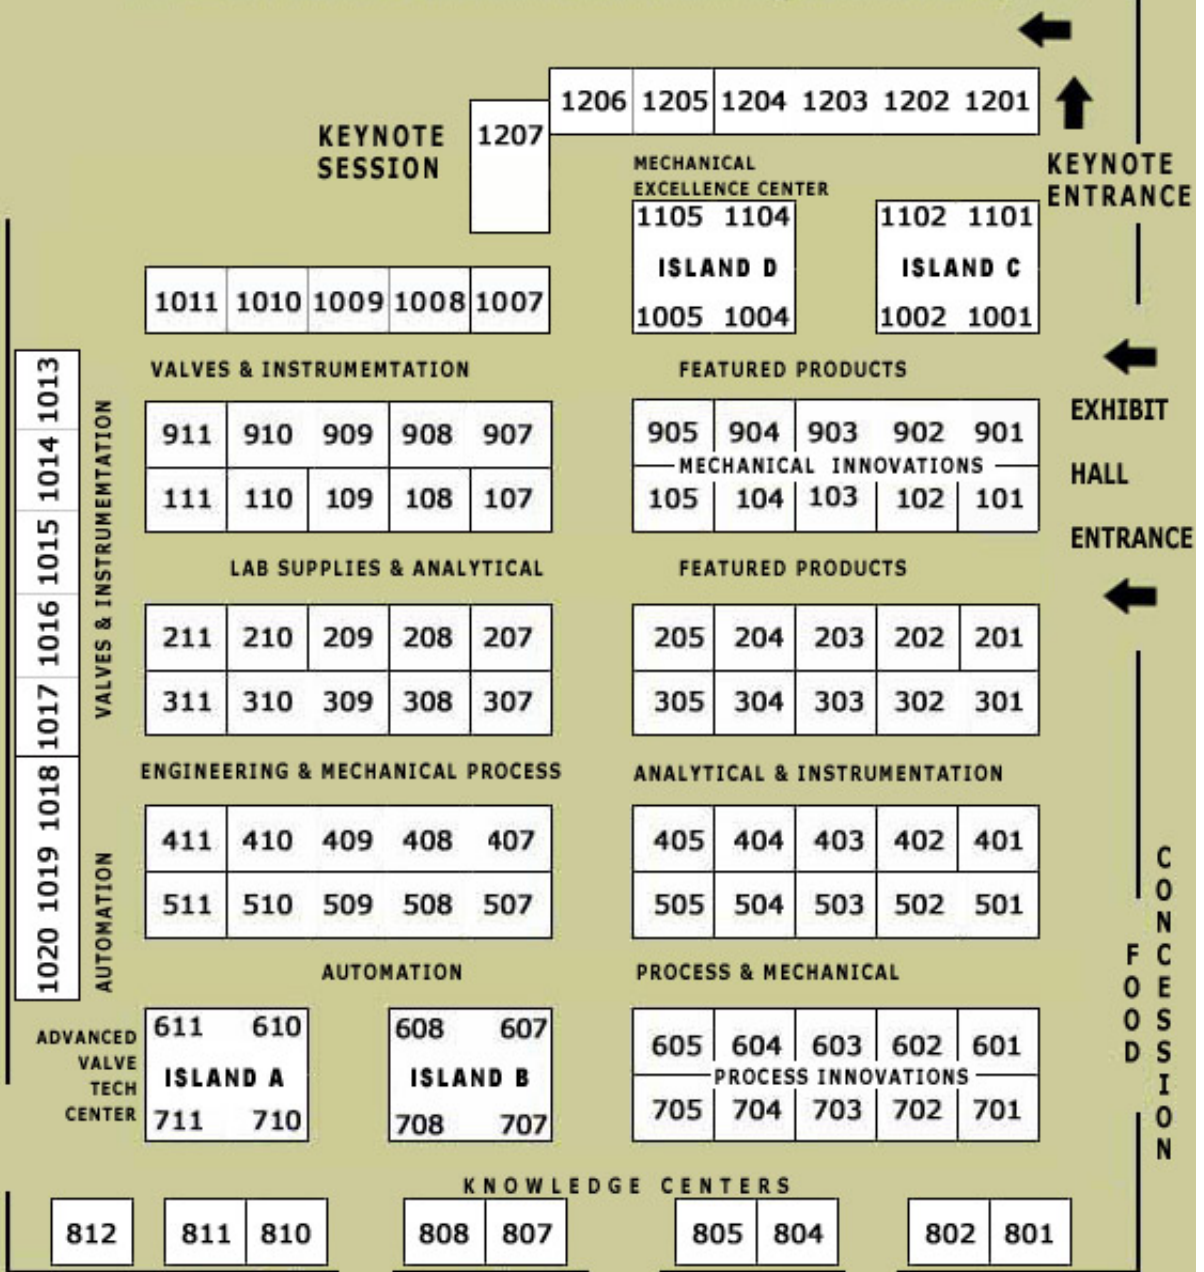 1206 1205 1204 1203 1202 1201
KEYNOTE
SESSION
1207
MECHANICAL
EXCELLENCE CENTER
KEYNOTE
ENTRANCE
1105 1104
ISLAND D
1005 1004
1102 1101
ISLAND C
1002 1001
1011 1010 1009 1008 1007
VALVES & INSTRUMEMTATION
FEATURED PRODUCTS
1013
1014
1015
1016
1017
1018
1019
1020
VALVES & INSTRUMEMTATION
AUTOMATION
911 910 909 908 907
111 110 109 108 107
905 904 903 902 901
MECHANICAL INNOVATIONS
105 104 103 102 101
EXHIBIT
HALL
ENTRANCE
LAB SUPPLIES & ANALYTICAL
FEATURED PRODUCTS
211 210 209 208 207
311 310 309 308 307
205 204 203 202 201
305 304 303 302 301
ENGINEERING & MECHANICAL PROCESS
ANALYTICAL & INSTRUMENTATION
411 410 409 408 407
511 510 509 508 507
405 404 403 402 401
505 504 503 502 501
FOOD
CONCESSION
AUTOMATION
PROCESS & MECHANICAL
ADVANCED
VALVE
TECH
CENTER
611 610
ISLAND A
711 710
608 607
ISLAND B
708 707
605 604 603 602 601
PROCESS INNOVATIONS
705 704 703 702 701
KNOWLEDGE CENTERS
812 811 810 808 807 805 804 802 801